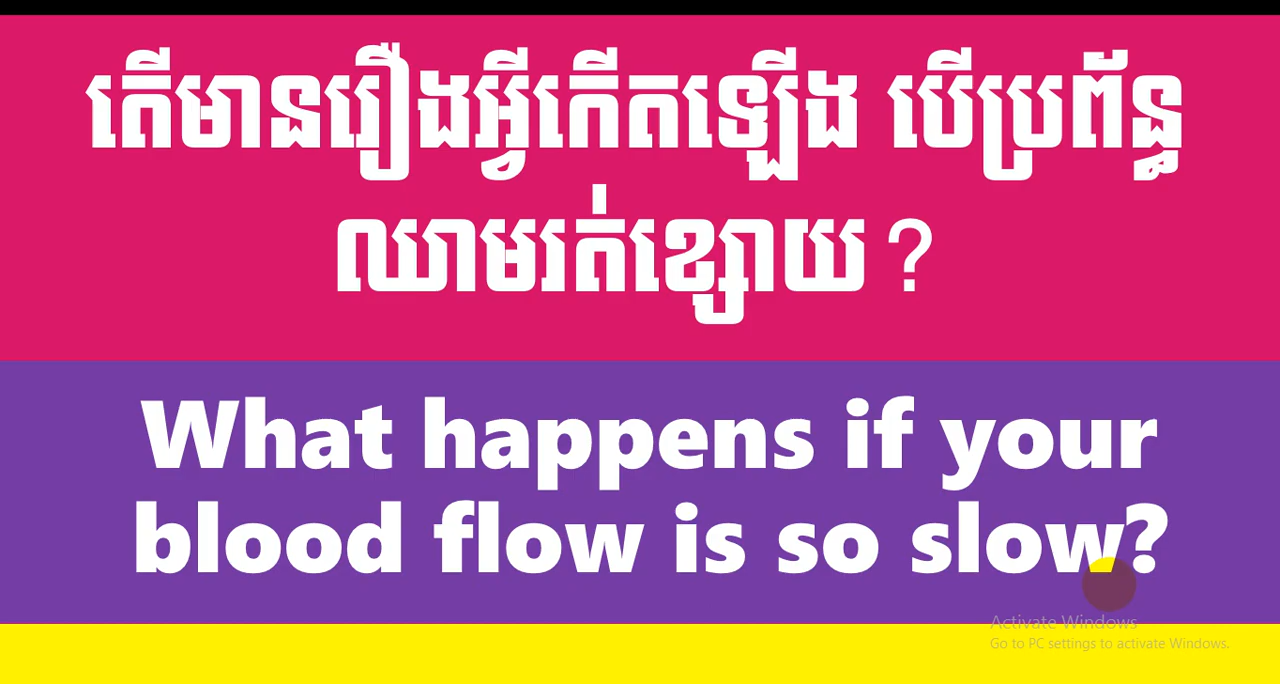 តើមានរឿងអ្វីកើតឡើង បើប្រព័ន្ធ
ឈាមរត់ខ្សោយ?
What happens if your
blood flow is so slow?
Activate Windows
Go to PC settings to activate Windows.